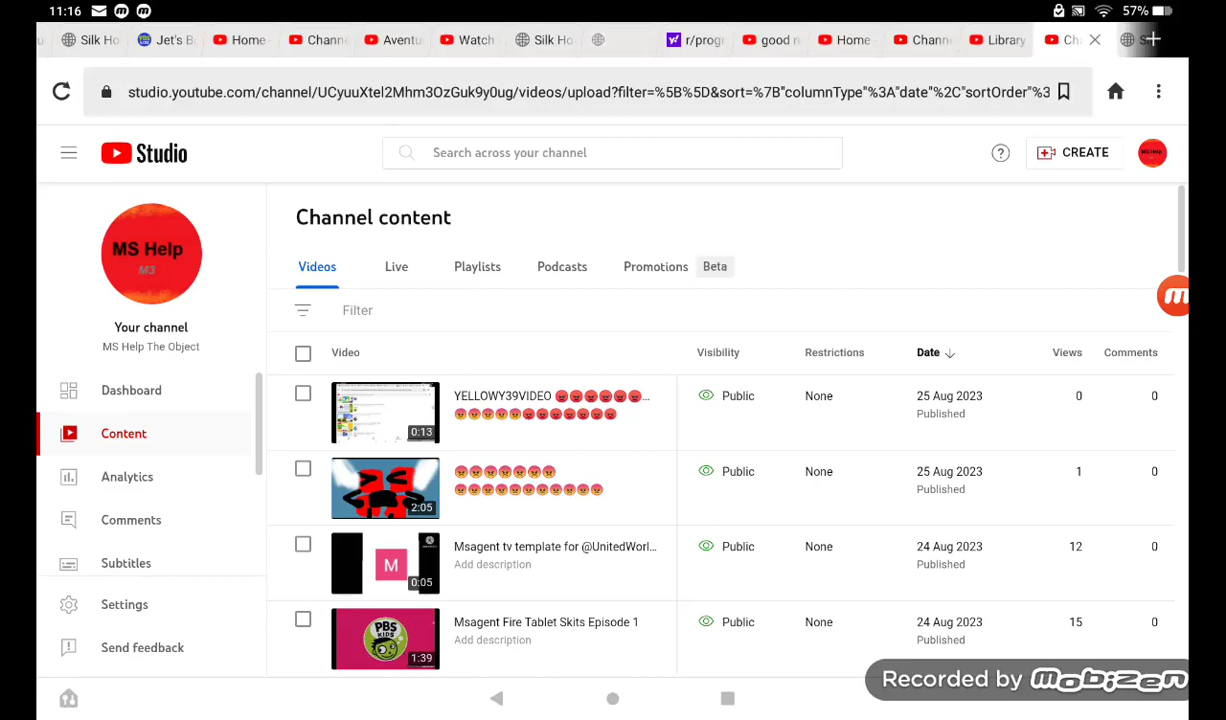 11:16
57%
Silk Ho
Jet's B
Home
Chann
Aventu
Watch
Silk Ho
r/progr
good n
Home
Chann
Library
studio.youtube.com/channel/UCyuuXtel2Mhm3OzGuk9y0ug/videos/upload?filter=%5B%5D&sort=%7B"columnType"%3A"date"%2C"sortOrder"%3
Studio
Search across your channel
CREATE
MS Help
MS Help
M3
Your channel
MS Help The Object
Dashboard
Content
Analytics
Comments
Subtitles
Settings
Send feedback
Channel content
Videos Live Playlists Podcasts Promotions Beta
Filter
Video Visibility Restrictions Date Views Comments
YELLOWY39VIDEO 😡😡😡😡😡😡... Public None 25 Aug 2023 0 0
😡😡😡😡😡😡😡😡😡😡😡😡 Published
0:13
😡😡😡😡😡😡😡 Public None 25 Aug 2023 1 0
😡😡😡😡😡😡😡😡😡😡😡 Published
2:05
Msagent tv template for @UnitedWorl... Public None 24 Aug 2023 12 0
Add description Published
M
0:05
Msagent Fire Tablet Skits Episode 1 Public None 24 Aug 2023 15 0
Add description Published
PBS KIDS
1:39
Recorded by mobizen